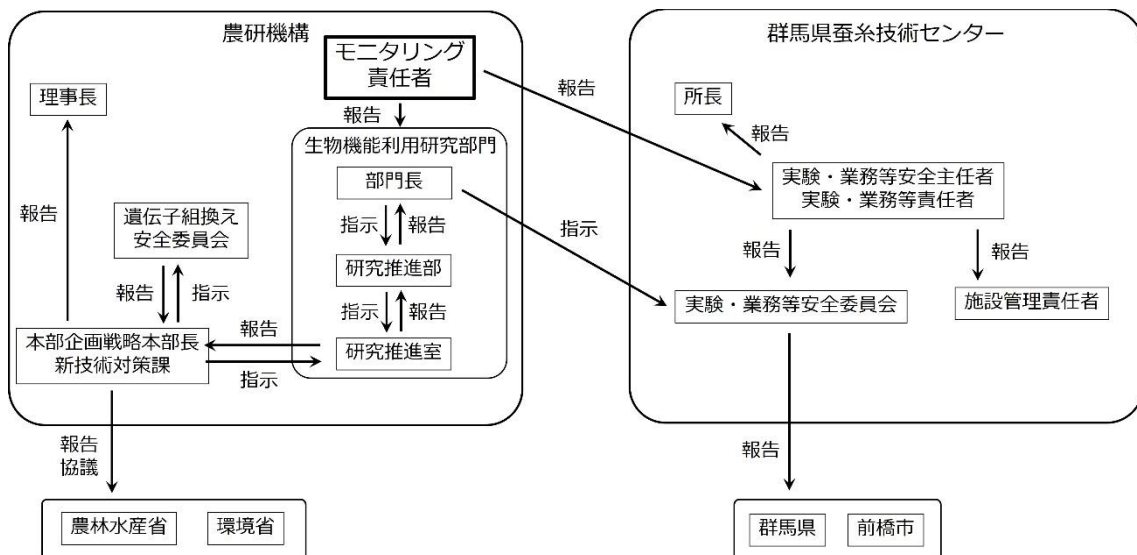 農研機構
群馬県蚕糸技術センター
モニタリング
責任者
理事長
報告
報告
所長
報告
生物機能利用研究部門
部門長
実験・業務等安全主任者
実験・業務等責任者
報告
遺伝子組換え
安全委員会
指示
報告
指示
研究推進部
報告
報告
報告
指示
指示
報告
実験・業務等安全委員会
施設管理責任者
報告
本部企画戦略本部長
新技術対策課
研究推進室
指示
報告
協議
報告
農林水産省
環境省
群馬県
前橋市